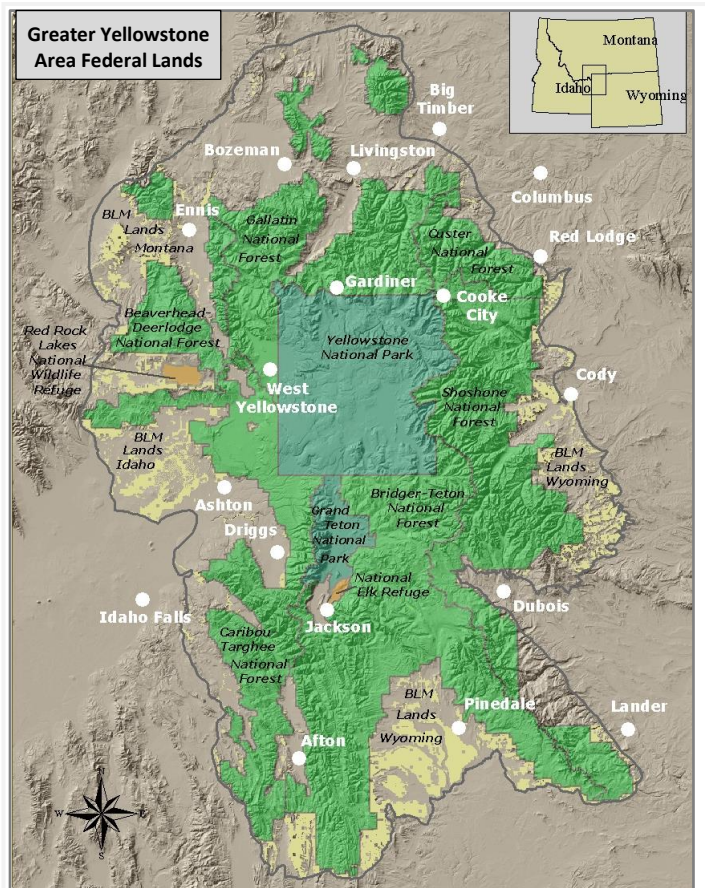 Greater Yellowstone
Area Federal Lands
Montana
Idaho
Wyoming
Big
Timber
Bozeman
Livingston
Columbus
BLM
Lands
Montana
Ennis
Gallatin
National
Forest
Custer
National
Forest
Red Lodge
Gardiner
Cooke
City
Beaverhead-
Deerlodge
National Forest
Yellowstone
National Park
Red Rock
Lakes
National
Wildlife
Refuge
West
Yellowstone
Shoshone
National
Forest
Cody
BLM
Lands
Idaho
BLM
Lands
Wyoming
Ashton
Bridger-Teton
National
Forest
Grand
Teton
National
Park
Driggs
National
Elk Refuge
Dubois
Idaho Falls
Jackson
Caribou
Targhee
National
Forest
BLM
Lands
Wyoming
Pinedale
Lander
Afton
N
W
E
S